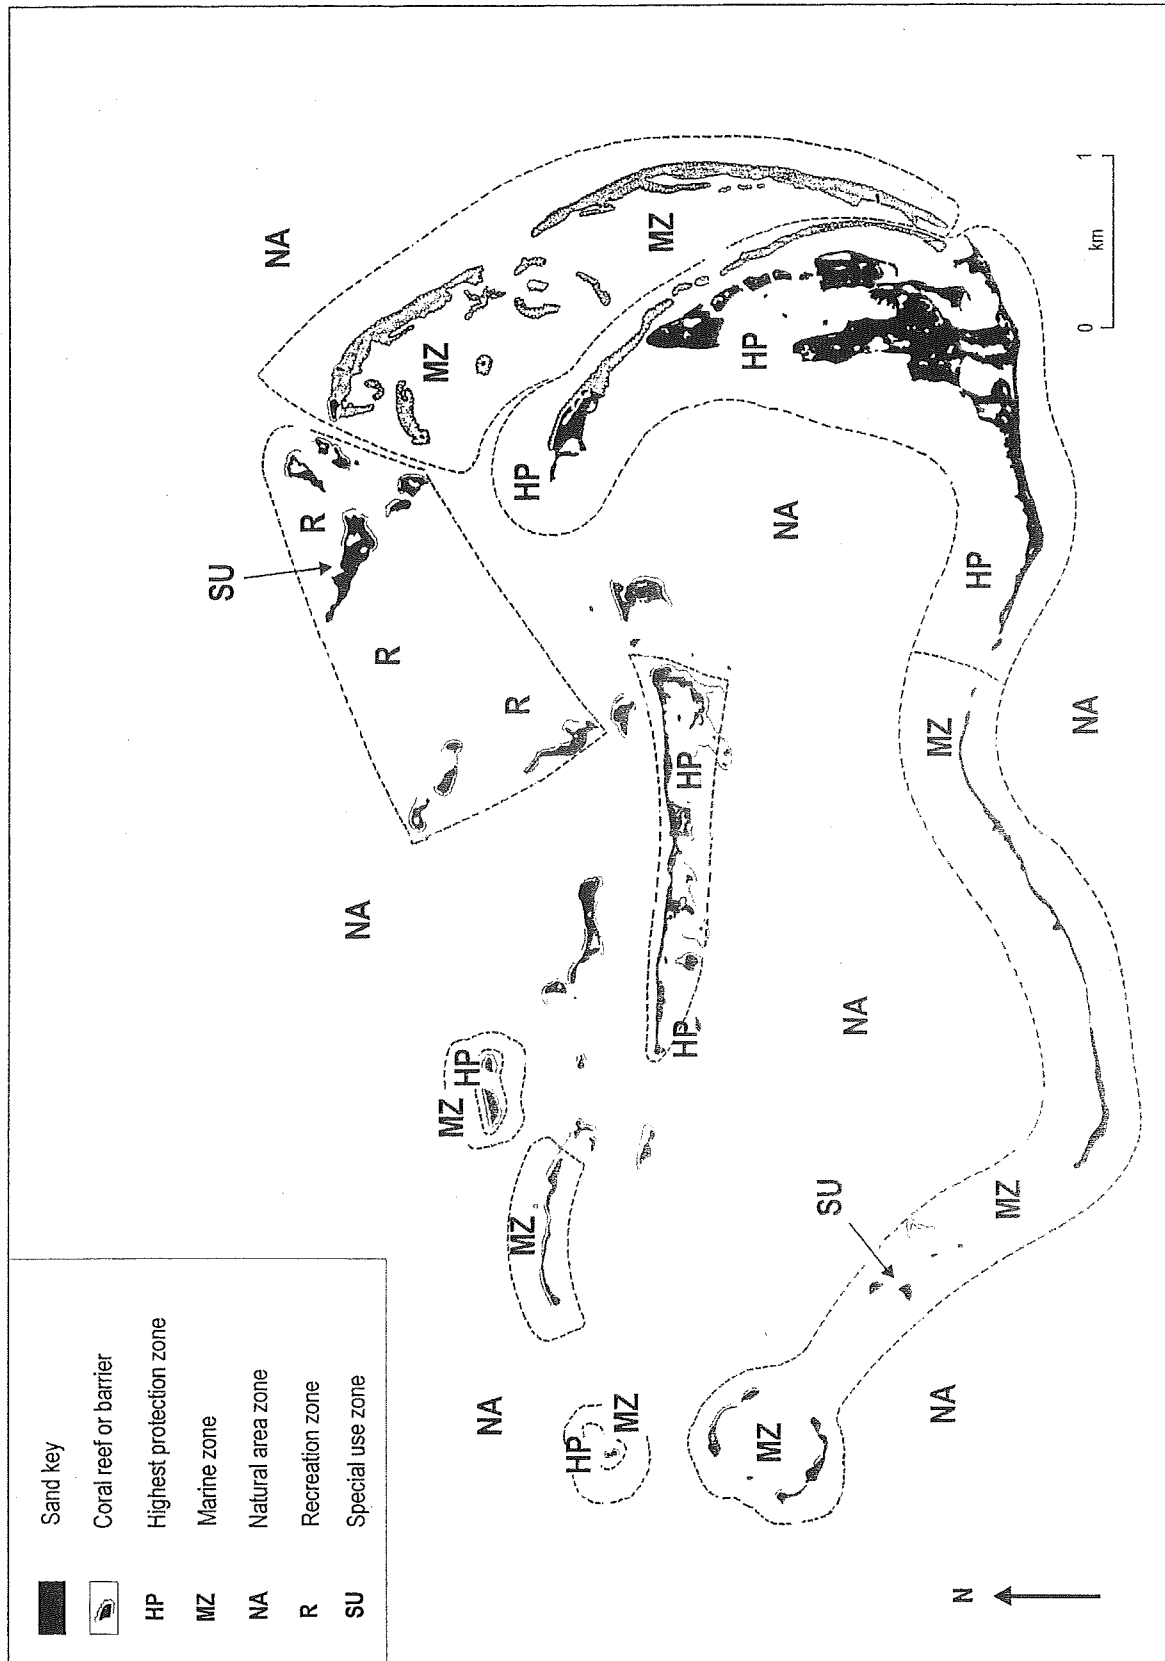 Sand key
Coral reef or barrier
HP Highest protection zone
MZ Marine zone
NA Natural area zone
R Recreation zone
SU Special use zone
SU
NA
R
NA
R
MZ
MZ
HP
NA
R
MZ
HP
HP
MZ
MZ
HP
HP
HP
MZ
NA
SU
NA
MZ
NA
N
HP
MZ
NA
0 km 1